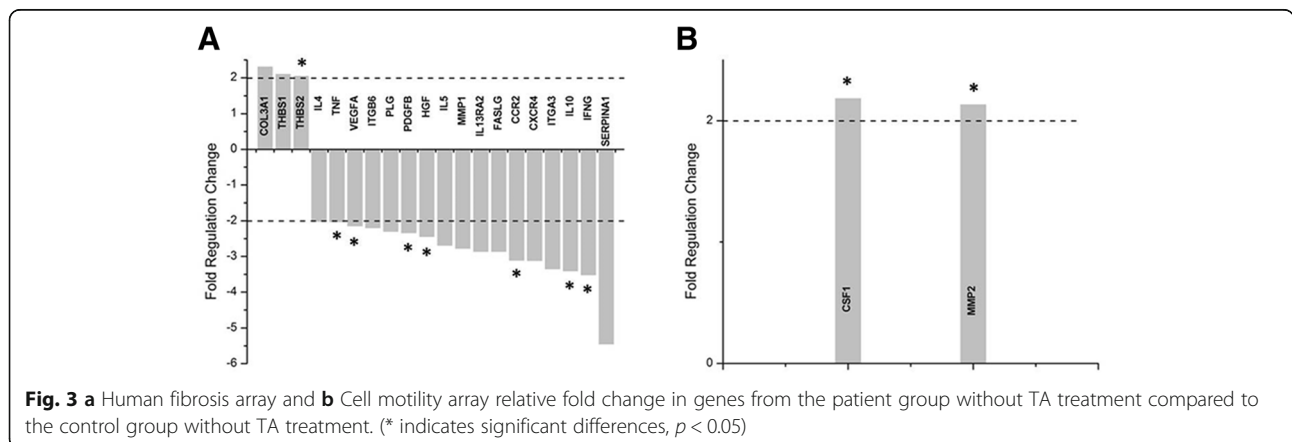 A
Fold Regulation Change
2
1
0
-1
-2
-3
-4
-5
-6
COL3A1
THBS1
THBS2
*
IL4
TNF
*
VEGFA
*
ITGB6
PLG
PDGFB
*
HGF
*
IL5
MMP1
IL13RA2
FASLG
CCR2
*
CXCR4
ITGA3
IL10
*
IFNG
*
SERPINA1
B
Fold Regulation Change
2
0
*
CSF1
*
MMP2
Fig. 3 a Human fibrosis array and b Cell motility array relative fold change in genes from the patient group without TA treatment compared to
the control group without TA treatment. (* indicates significant differences, p < 0.05)